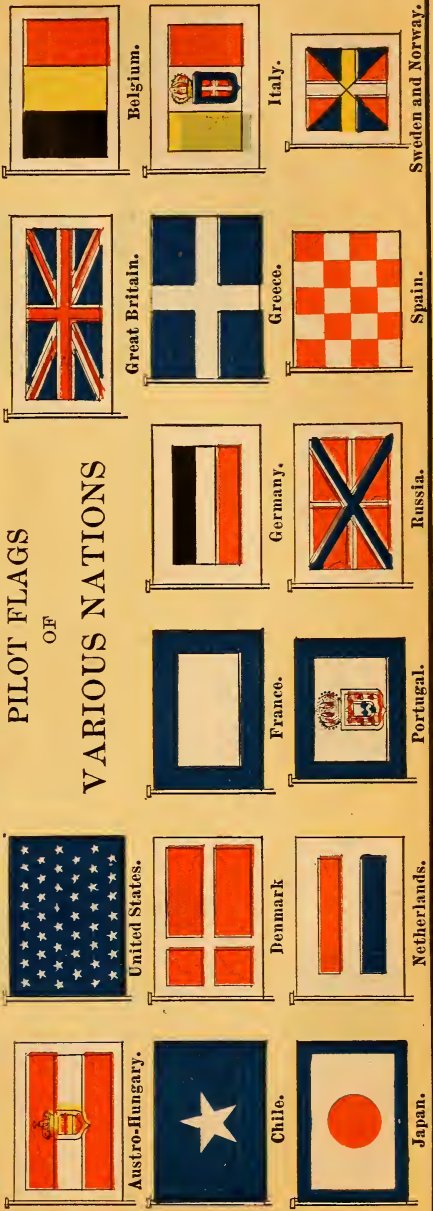 PILOT FLAGS
OF
VARIOUS NATIONS
Austro-Hungary.
United States.
Great Britain.
Belgium.
Chile.
Denmark
France.
Germany.
Greece.
Italy.
Japan.
Netherlands.
Portugal.
Russia.
Spain.
Sweden and Norway.